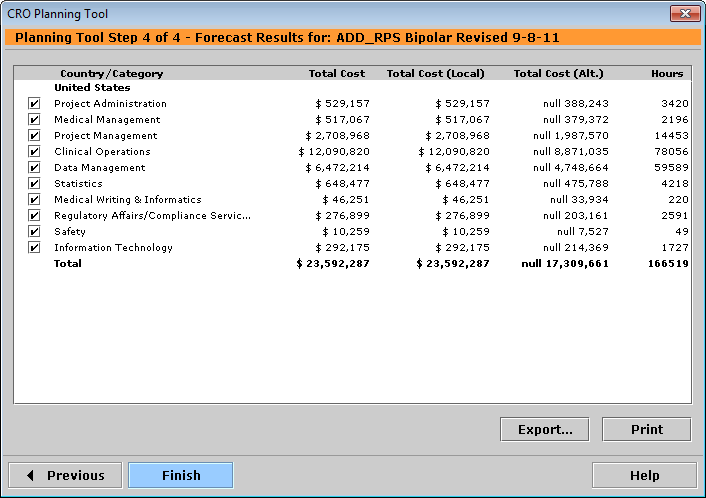 CRO Planning Tool
Planning Tool Step 4 of 4 - Forecast Results for: ADD_RPS Bipolar Revised 9-8-11
Country/Category Total Cost Total Cost (Local) Total Cost (Alt.) Hours
United States
Project Administration $ 529,157 $ 529,157 null 388,243 3420
Medical Management $ 517,067 $ 517,067 null 379,372 2196
Project Management $ 2,708,968 $ 2,708,968 null 1,987,570 14453
Clinical Operations $ 12,090,820 $ 12,090,820 null 8,871,035 78056
Data Management $ 6,472,214 $ 6,472,214 null 4,748,664 59589
Statistics $ 648,477 $ 648,477 null 475,788 4218
Medical Writing & Informatics $ 46,251 $ 46,251 null 33,934 220
Regulatory Affairs/Compliance Servic... $ 276,899 $ 276,899 null 203,161 2591
Safety $ 10,259 $ 10,259 null 7,527 49
Information Technology $ 292,175 $ 292,175 null 214,369 1727
Total $ 23,592,287 $ 23,592,287 null 17,309,661 166519
Export... Print
Previous Finish Help